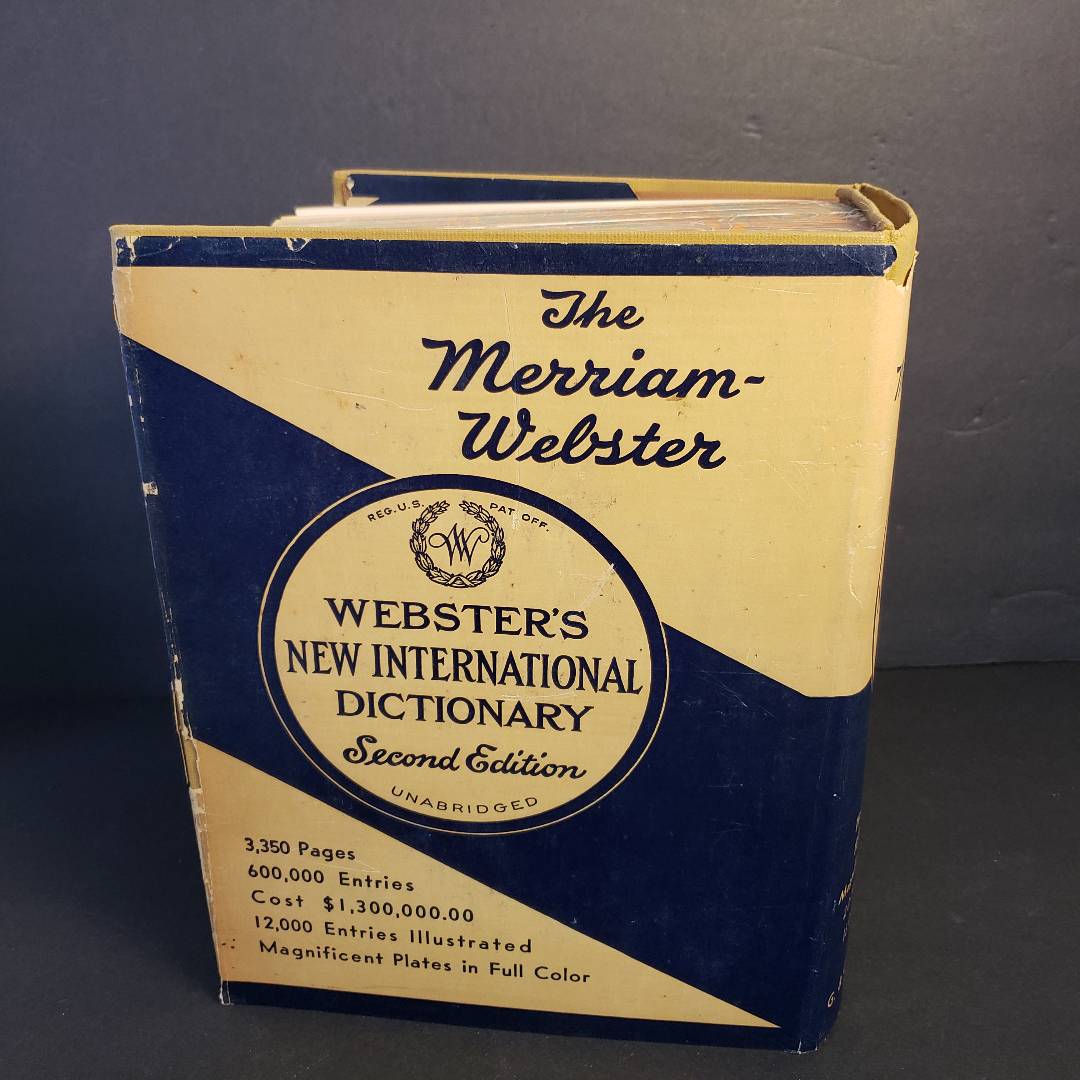 The
Merriam-
Webster
REG. U.S. PAT. OFF.
W
WEBSTER'S
NEW INTERNATIONAL
DICTIONARY
Second Edition
UNABRIDGED
3,350 Pages
600,000 Entries
Cost $1,300,000.00
12,000 Entries Illustrated
Magnificent Plates in Full Color
G.